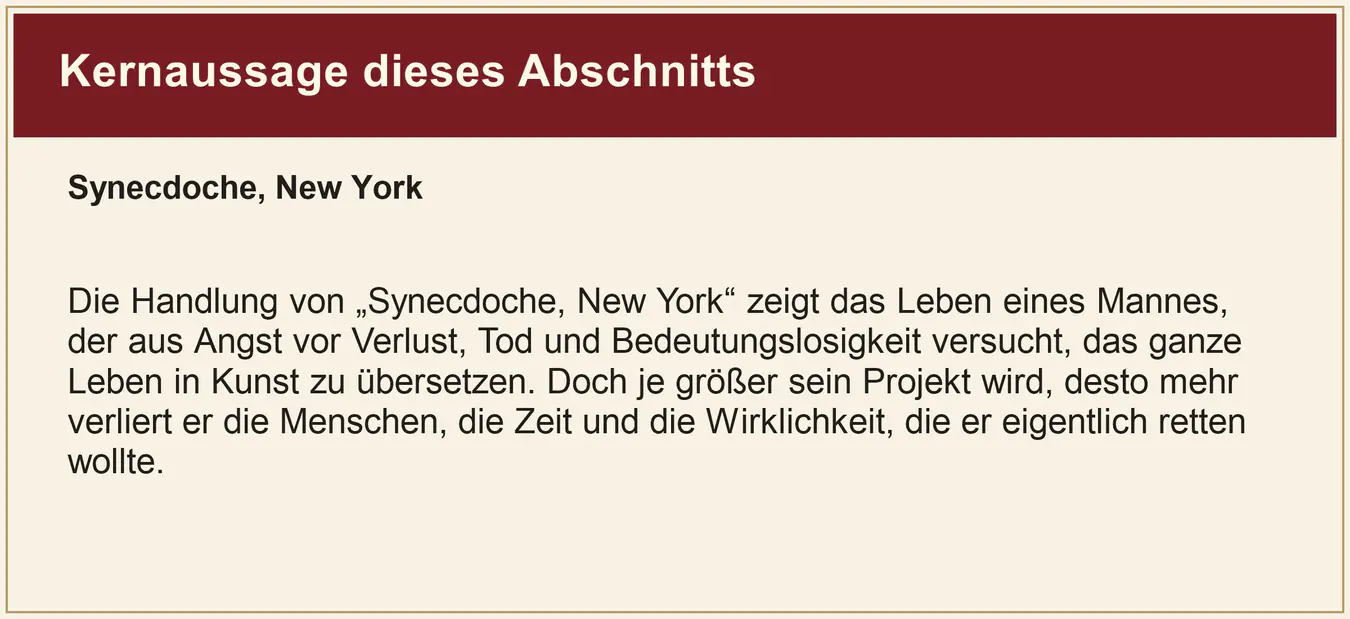 Kernaussage dieses Abschnitts
Synecdoche, New York
Die Handlung von „Synecdoche, New York“ zeigt das Leben eines Mannes,
der aus Angst vor Verlust, Tod und Bedeutungslosigkeit versucht, das ganze
Leben in Kunst zu übersetzen. Doch je größer sein Projekt wird, desto mehr
verliert er die Menschen, die Zeit und die Wirklichkeit, die er eigentlich retten
wollte.